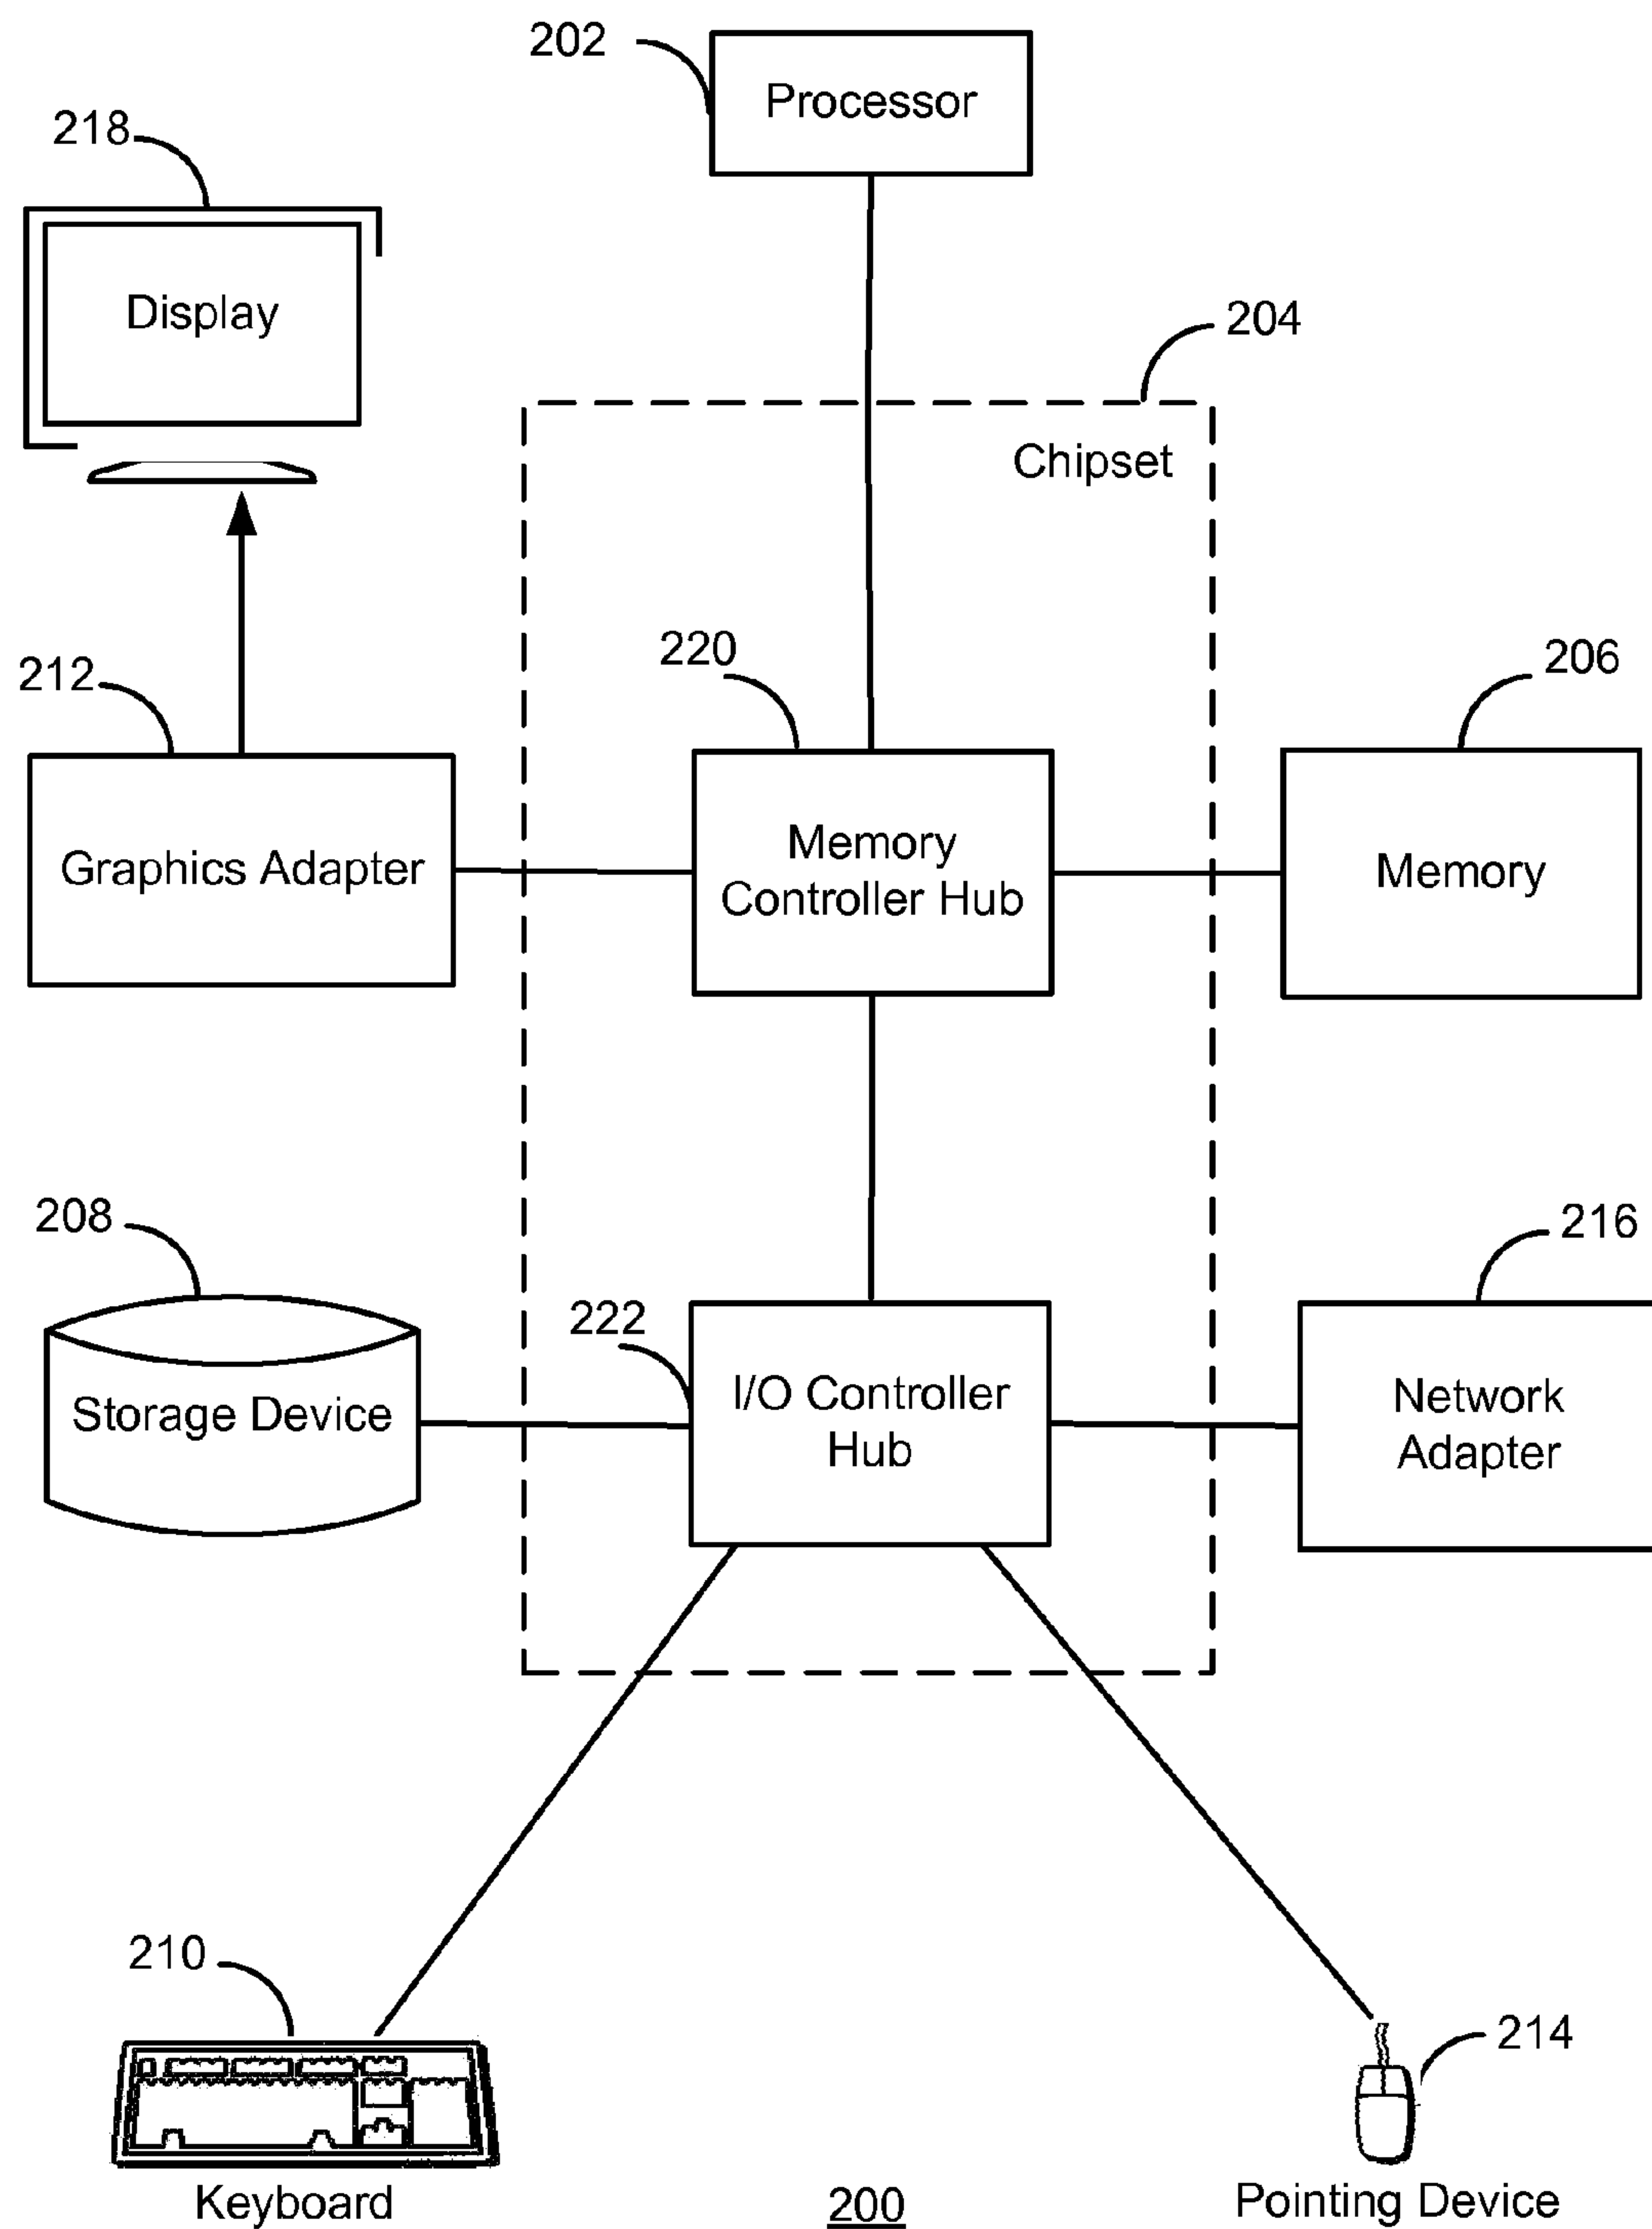 202
Processor
218
Display
204
Chipset
220
206
212
Memory
Controller Hub
Graphics Adapter
Memory
208
216
222
I/O Controller
Hub
Storage Device
Network
Adapter
210
214
Keyboard
200
Pointing Device